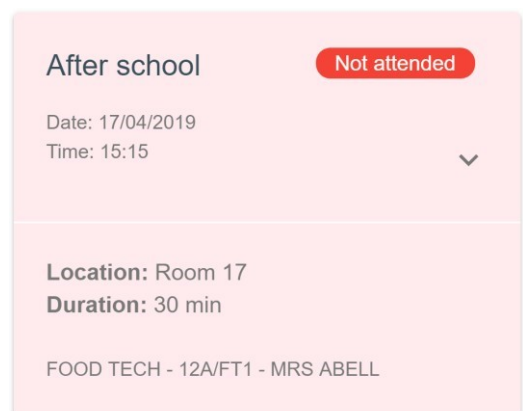 After school
Not attended
Date: 17/04/2019
Time: 15:15
Location: Room 17
Duration: 30 min
FOOD TECH - 12A/FT1 - MRS ABELL